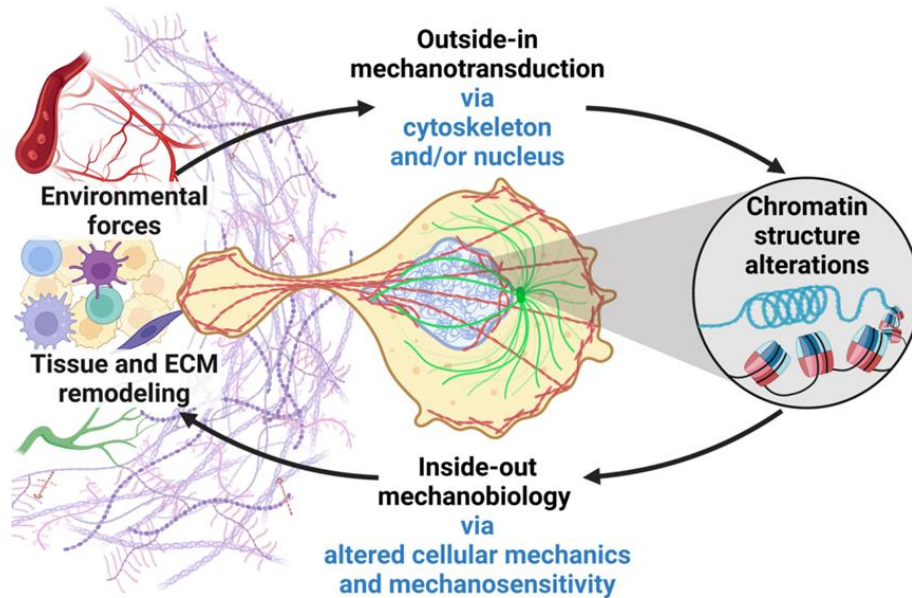 Outside-in
mechanotransduction
via
cytoskeleton
and/or nucleus
Environmental
forces
Chromatin
structure
alterations
Tissue and ECM
remodeling
Inside-out
mechanobiology
via
altered cellular mechanics
and mechanosensitivity